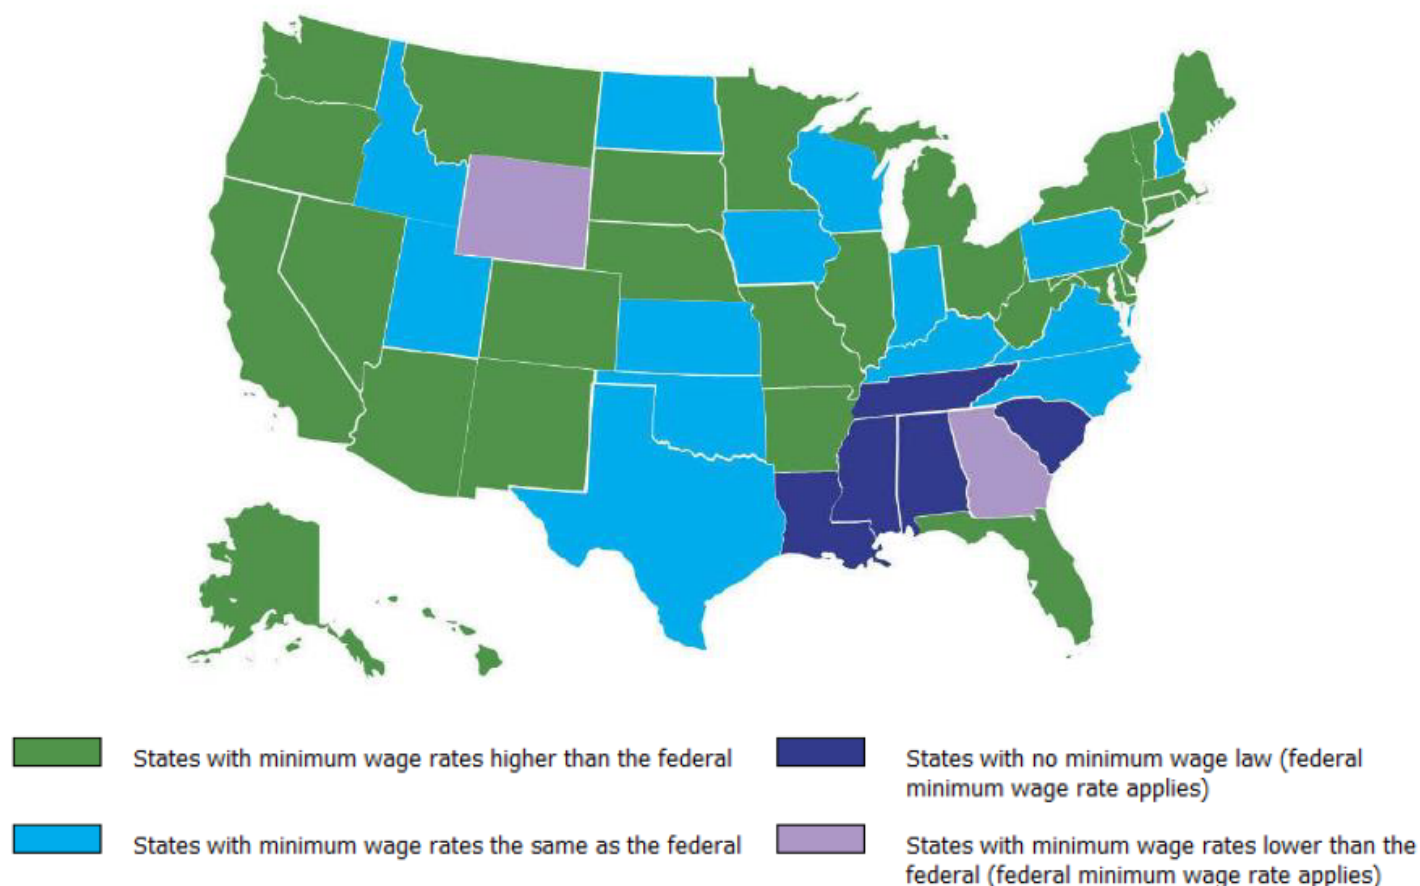 States with minimum wage rates higher than the federal
States with no minimum wage law (federal
minimum wage rate applies)
States with minimum wage rates the same as the federal
States with minimum wage rates lower than the
federal (federal minimum wage rate applies)